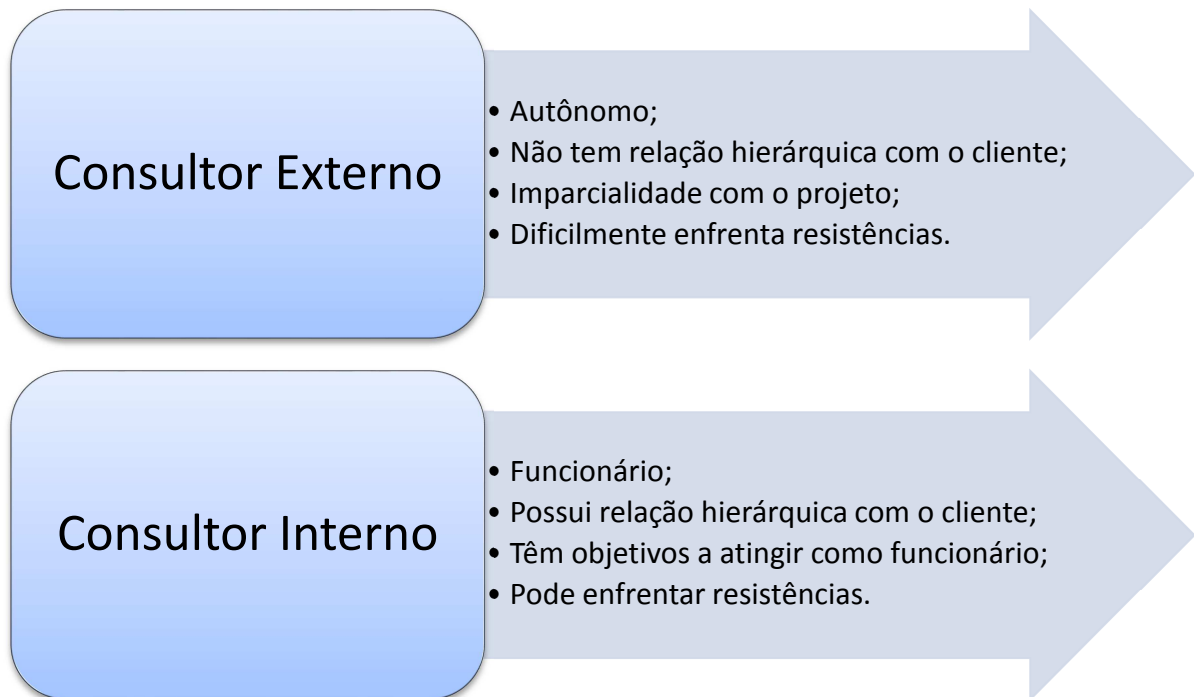 Consultor Externo
• Autônomo;
• Não tem relação hierárquica com o cliente;
• Imparcialidade com o projeto;
• Dificilmente enfrenta resistências.
Consultor Interno
• Funcionário;
• Possui relação hierárquica com o cliente;
• Têm objetivos a atingir como funcionário;
• Pode enfrentar resistências.